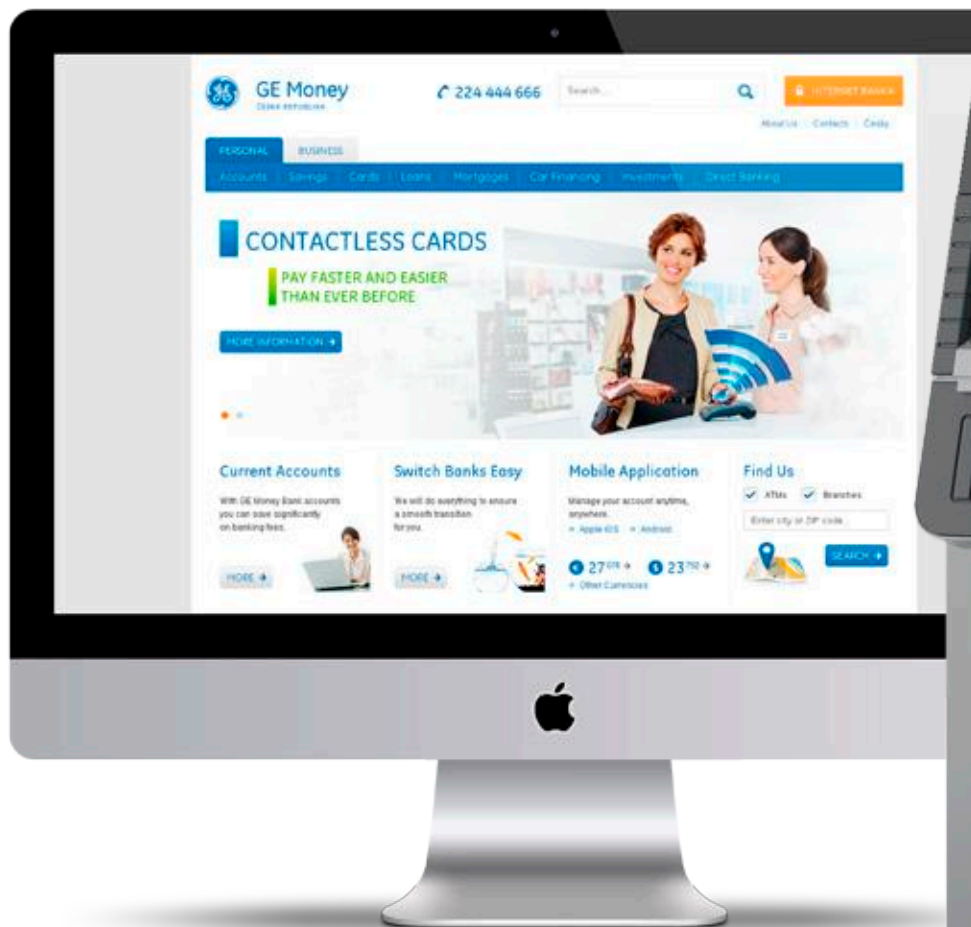 GE Money
CZECH REPUBLIC
224 444 666
Search...
INTERNET BANKA
About Us Contacts Česky
PERSONAL BUSINESS
Accounts Savings Cards Loans Mortgages Car Financing Investments Direct Banking
CONTACTLESS CARDS
PAY FASTER AND EASIER
THAN EVER BEFORE
MORE INFORMATION
Current Accounts
With GE Money Bank accounts
you can save significantly
on banking fees.
MORE
Switch Banks Easy
We will do everything to ensure
a smooth transition
for you.
MORE
Mobile Application
Manage your account anytime,
anywhere.
Apple iOS Android
€ 27 $ 23
Other Currencies
Find Us
ATMs Branches
Enter city or ZIP code
SEARCH